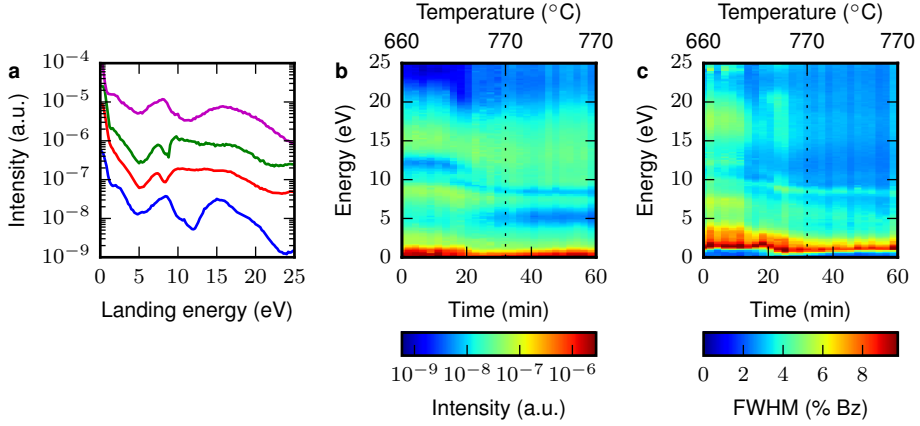 a
10−4
10−5
10−6
10−7
10−8
10−9
Intensity (a.u.)
0 5 10 15 20 25
Landing energy (eV)
Temperature (°C)
660 770 770
b
25
20
15
10
5
0
Energy (eV)
0 20 40 60
Time (min)
10−9 10−8 10−7 10−6
Intensity (a.u.)
Temperature (°C)
660 770 770
c
25
20
15
10
5
0
Energy (eV)
0 20 40 60
Time (min)
0 2 4 6 8
FWHM (% Bz)